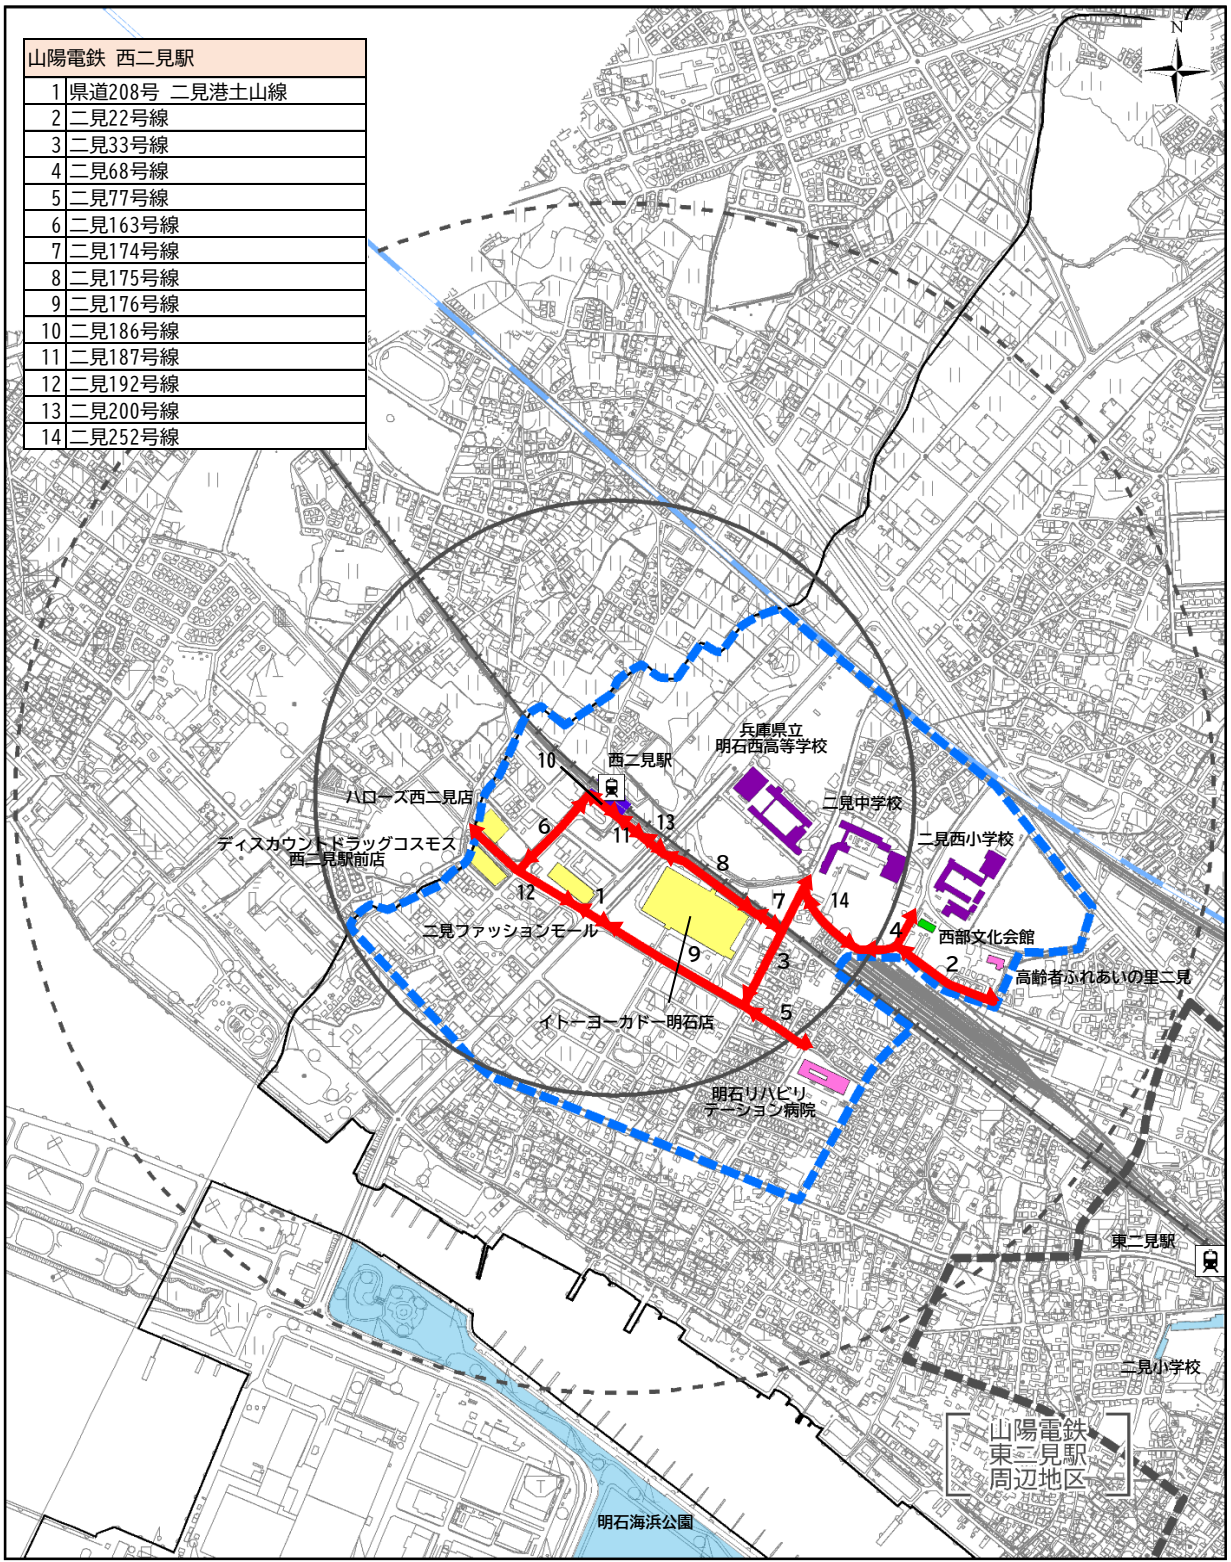 山陽電鉄 西二見駅
1 県道208号 二見港土山線
2 二見22号線
3 二見33号線
4 二見68号線
5 二見77号線
6 二見163号線
7 二見174号線
8 二見175号線
9 二見176号線
10 二見186号線
11 二見187号線
12 二見192号線
13 二見200号線
14 二見252号線
N
兵庫県立
明石西高等学校
西二見駅
10
ハローズ西二見店
二見中学校
13
11
6
ディスカウントドラッグコスモス
西二見駅前店
二見西小学校
8
12
1
7
14
二見ファッションモール
4
西部文化会館
9
3
2
高齢者ふれあいの里二見
5
イトーヨーカドー明石店
明石リハビリ
テーション病院
東二見駅
二見小学校
山陽電鉄
東二見駅
周辺地区
明石海浜公園